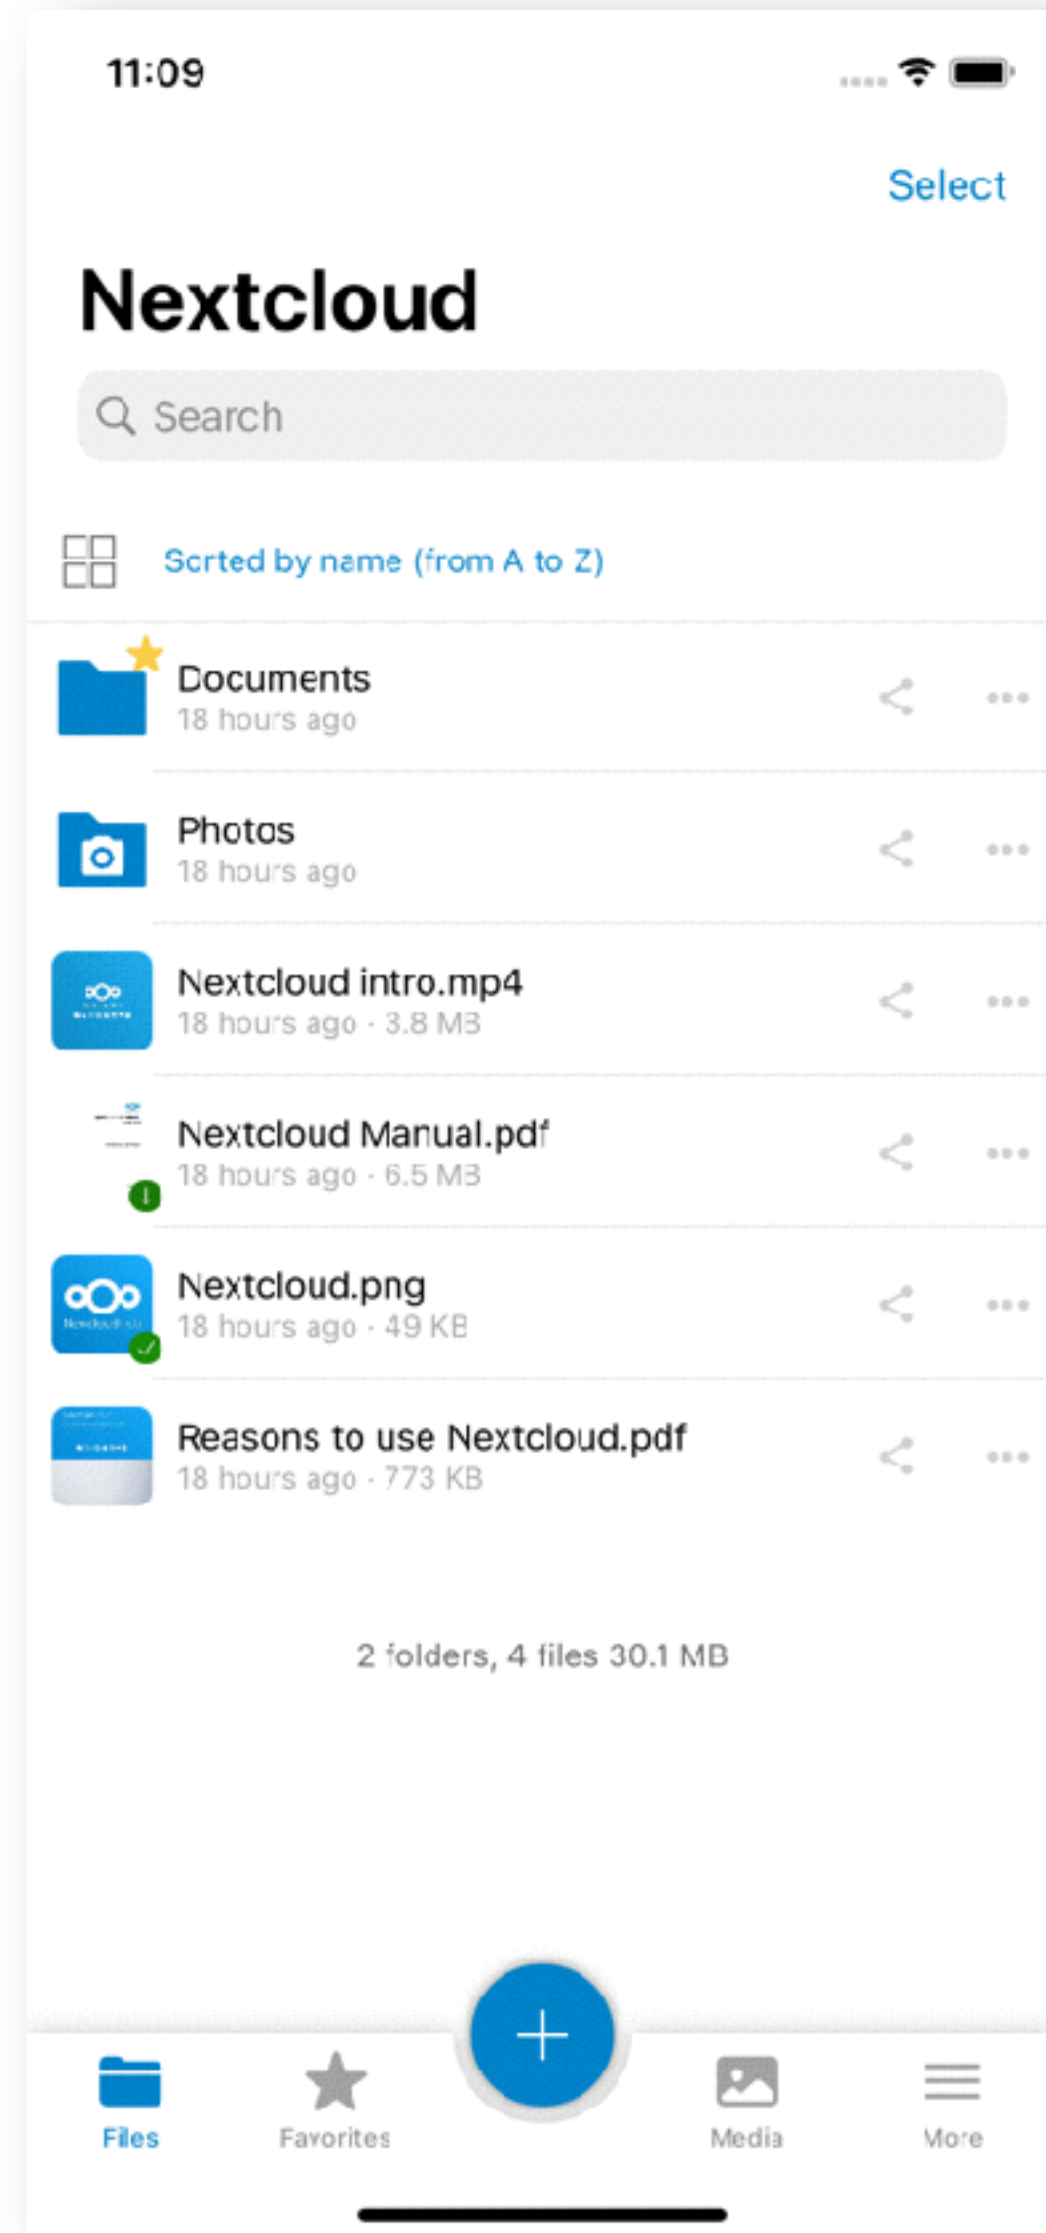 11:09
Select
Nextcloud
Search
Sorted by name (from A to Z)
Documents
18 hours ago
Photos
18 hours ago
Nextcloud intro.mp4
18 hours ago · 3.8 MB
Nextcloud Manual.pdf
18 hours ago · 6.5 MB
Nextcloud.png
18 hours ago · 49 KB
Reasons to use Nextcloud.pdf
18 hours ago · 773 KB
2 folders, 4 files 30.1 MB
Files
Favorites
Media
More